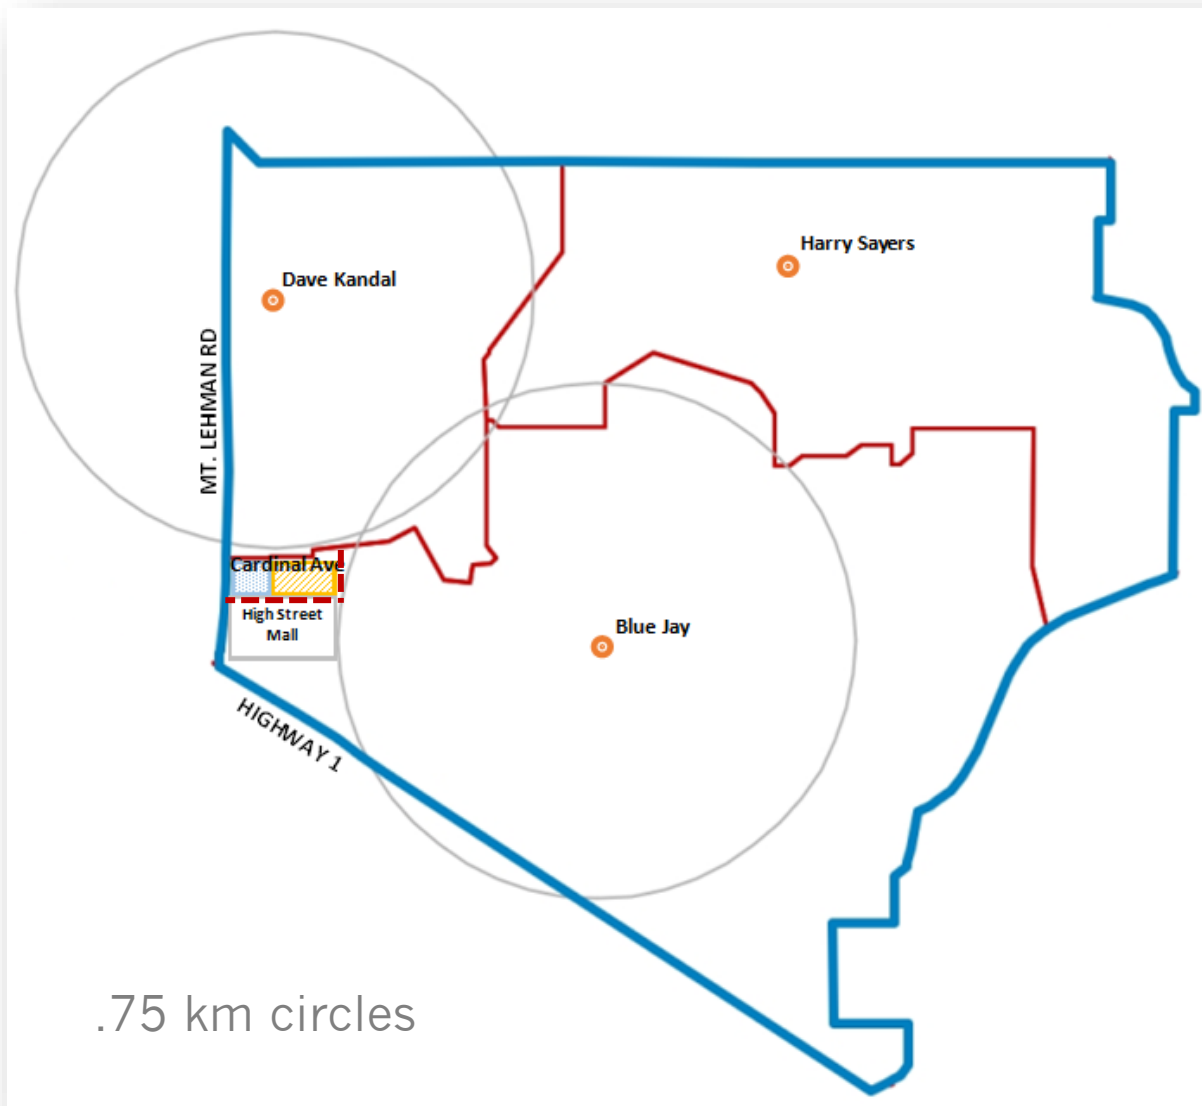 Harry Sayers
Dave Kandal
MT. LEHMAN RD
Cardinal Ave
High Street
Mall
Blue Jay
HIGHWAY 1
.75 km circles